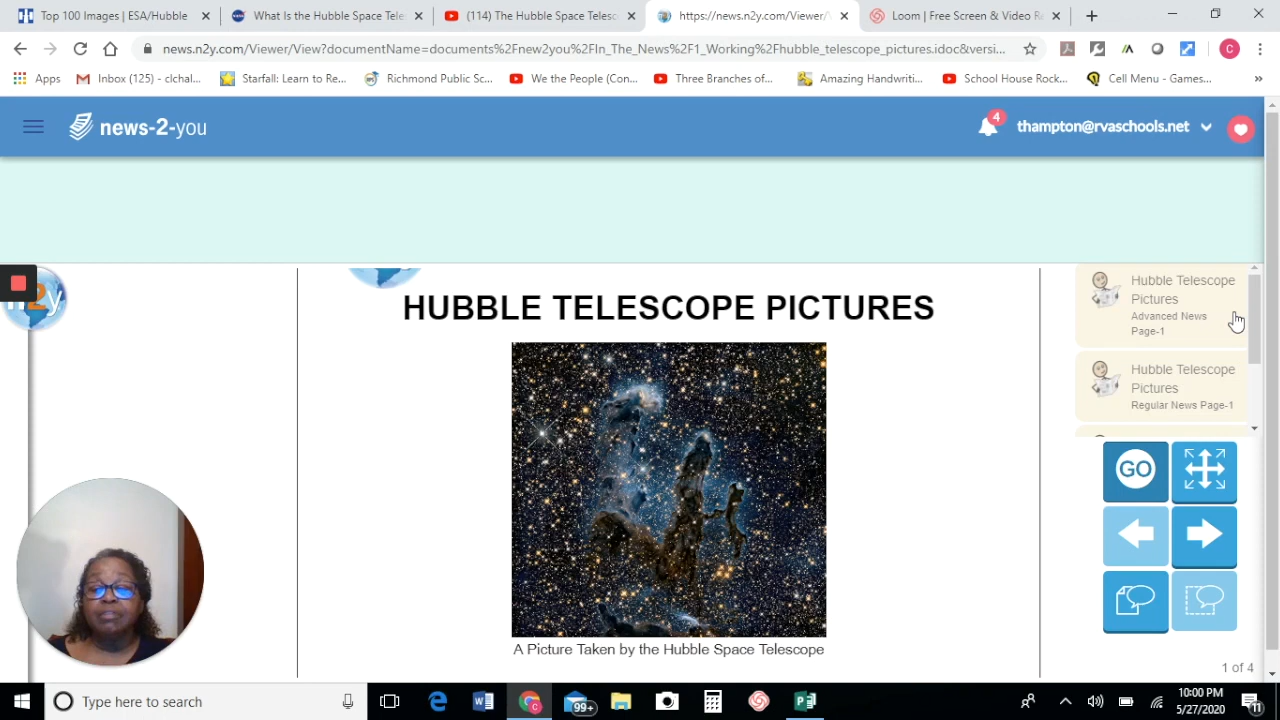 Top 100 Images | ESA/Hubble
What Is the Hubble Space Tele
(114) The Hubble Space Telesc
https://news.n2y.com/Viewer/V
Loom | Free Screen & Video Re
news.n2y.com/Viewer/View?documentName=documents%2Fnew2you%2FIn_The_News%2F1_Working%2Fhubble_telescope_pictures.idoc&versi...
C
Apps
Inbox (125) - clchal...
Starfall: Learn to Re...
Richmond Public Sc...
We the People (Con...
Three Branches of...
Amazing Handwriti...
School House Rock...
Cell Menu - Games...
»
news-2-you
4
thampton@rvaschools.net
n2y
HUBBLE TELESCOPE PICTURES
A Picture Taken by the Hubble Space Telescope
Hubble Telescope
Pictures
Advanced News
Page-1
Hubble Telescope
Pictures
Regular News Page-1
GO
1 of 4
Type here to search
99+
10:00 PM
5/27/2020
11